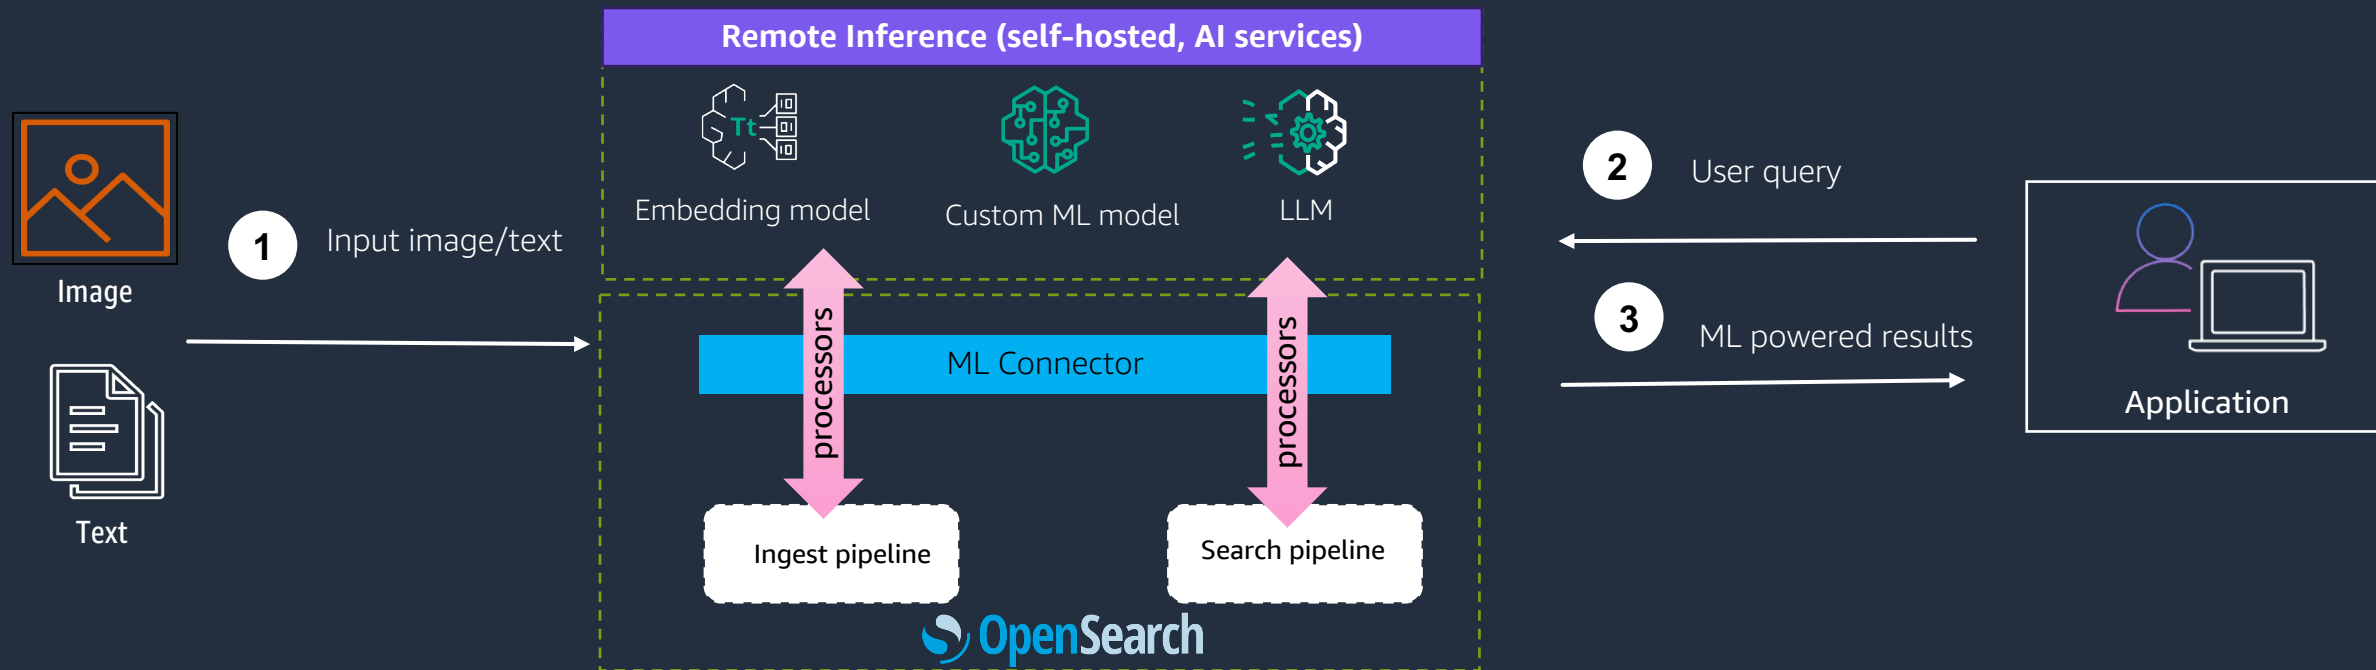 Remote Inference (self-hosted, AI services)
Tt
Embedding model
Custom ML model
LLM
Image
Text
1
Input image/text
processors
ML Connector
processors
Ingest pipeline
Search pipeline
OpenSearch
2
User query
3
ML powered results
Application